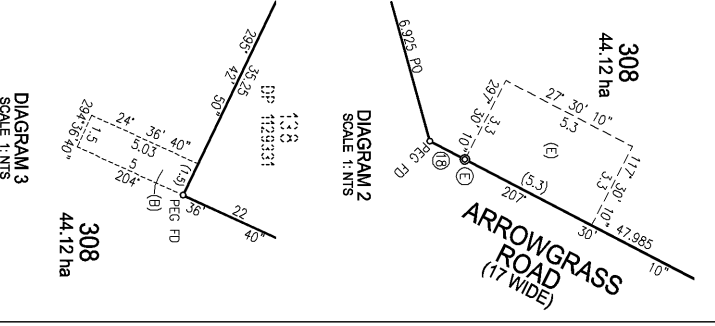 308
44.12 ha
6.925 PO
297° 30' 10"
3.3
27° 30' 10"
5.3
(E)
117° 30' 10"
3.3
PEG FD
18
(E)
(5.3)
207° 30' 10"
47.985
ARROWGRASS
ROAD
(17 WIDE)
DIAGRAM 2
SCALE 1: NTS
295° 42' 50"
35.25
138
DP 1129331
24° 36' 40"
5.03
294°36'40"
1.5
5
(1.5)
204° 36' 40"
22
(B)
PEG FD
308
44.12 ha
DIAGRAM 3
SCALE 1: NTS